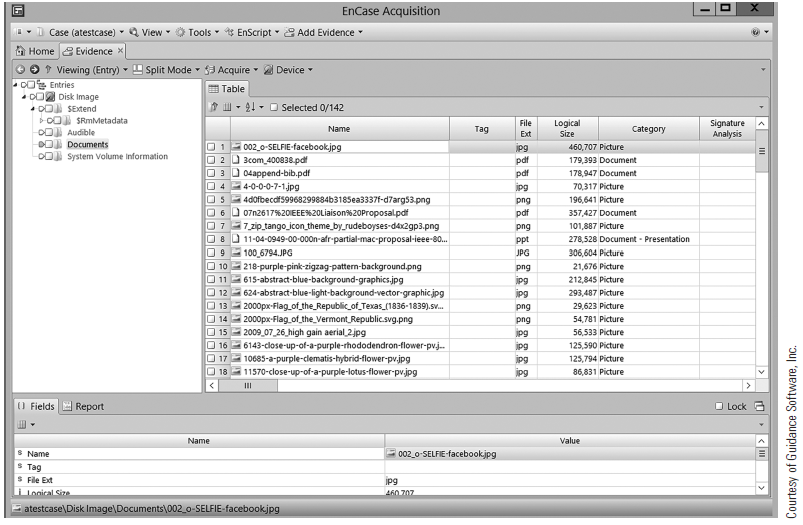 EnCase Acquisition
Case (atestcase) View Tools EnScript Add Evidence
Home Evidence
Viewing (Entry) Split Mode Acquire Device
Entries
Disk Image
$Extend
$RmMetadata
Audible
Documents
System Volume Information
Table
Selected 0/142
Name Tag File Ext Logical Size Category Signature Analysis
1 002_o-SELFIE-facebook.jpg jpg 460,707 Picture
2 3com_400838.pdf pdf 179,393 Document
3 04append-bib.pdf pdf 178,947 Document
4 4-0-0-0-7-1.jpg jpg 70,317 Picture
5 4d0fbecdf59968299884b3185ea3337f-d7arg53.png png 196,641 Picture
6 07n2617%20IEEE%20Liaison%20Proposal.pdf pdf 357,427 Document
7 7_zip_tango_icon_theme_by_rudeboyses-d4x2gp3.png png 101,887 Picture
8 11-04-0949-00-000n-afr-partial-mac-proposal-ieee-80... ppt 278,528 Document - Presentation
9 100_6794.JPG JPG 306,604 Picture
10 218-purple-pink-zigzag-pattern-background.png png 21,676 Picture
11 615-abstract-blue-background-graphics.jpg jpg 212,845 Picture
12 624-abstract-blue-light-background-vector-graphic.jpg jpg 293,487 Picture
13 2000px-Flag_of_the_Republic_of_Texas_(1836-1839).sv... png 29,623 Picture
14 2000px-Flag_of_the_Vermont_Republic.svg.png png 54,781 Picture
15 2009_07_26_high gain aerial_2.jpg jpg 56,533 Picture
16 6143-close-up-of-a-purple-rhododendron-flower-pv.j... jpg 125,590 Picture
17 10685-a-purple-clematis-hybrid-flower-pv.jpg jpg 125,794 Picture
18 11570-close-up-of-a-purple-lotus-flower-pv.jpg jpg 86,831 Picture
Fields Report Lock
Name Value
S Name 002_o-SELFIE-facebook.jpg
S Tag
S File Ext jpg
i Logical Size 460,707
atestcase\Disk Image\Documents\002_o-SELFIE-facebook.jpg
Courtesy of Guidance Software, Inc.